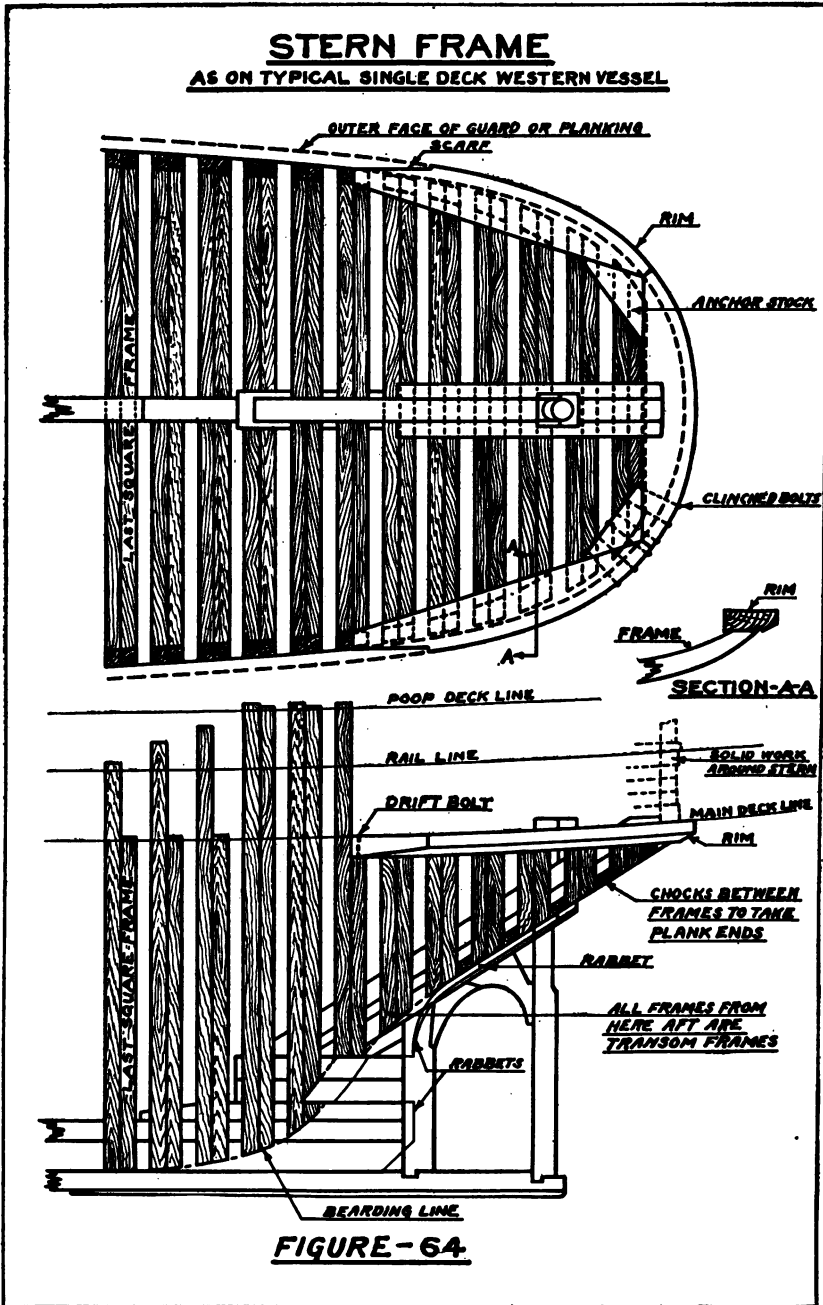 STERN FRAME
AS ON TYPICAL SINGLE DECK WESTERN VESSEL
OUTER FACE OF GUARD OR PLANKING
SCARF
RIM
ANCHOR STOCK
LAST-SQUARE-FRAME
CLINCHED BOLTS
A
RIM
FRAME
A
SECTION-A-A
POOP DECK LINE
RAIL LINE
SOLID WORK
AROUND STERN
DRIFT BOLT
MAIN DECK LINE
RIM
CHOCKS BETWEEN
FRAMES TO TAKE
PLANK ENDS
LAST-SQUARE-FRAME
RABBET
ALL FRAMES FROM
HERE AFT ARE
TRANSOM FRAMES
RABBETS
BEARDING LINE
FIGURE-64